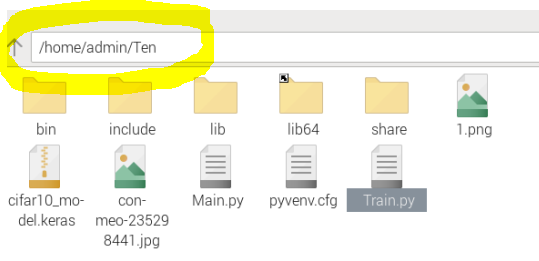 /home/admin/Ten
bin include lib lib64 share 1.png
cifar10_mo-
del.keras
con-
meo-23529
8441.jpg
Main.py pyvenv.cfg Train.py